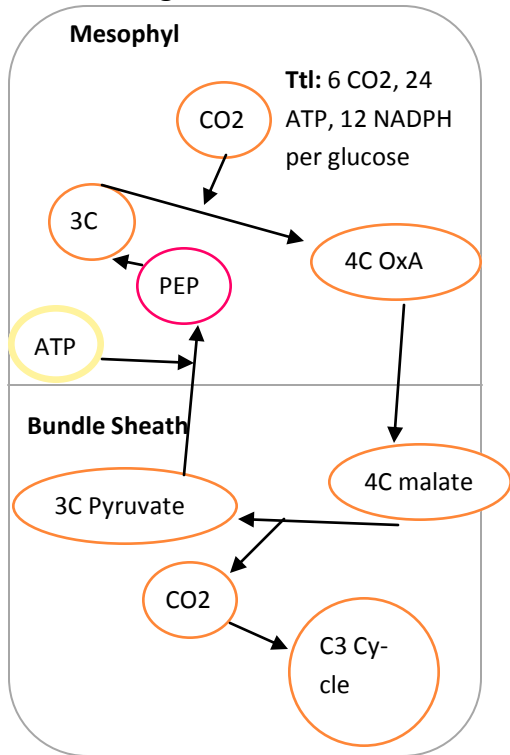 Mesophyl
Ttl: 6 CO2, 24
ATP, 12 NADPH
per glucose
CO2
3C
4C OxA
PEP
ATP
Bundle Sheath
4C malate
3C Pyruvate
CO2
C3 Cy-
cle